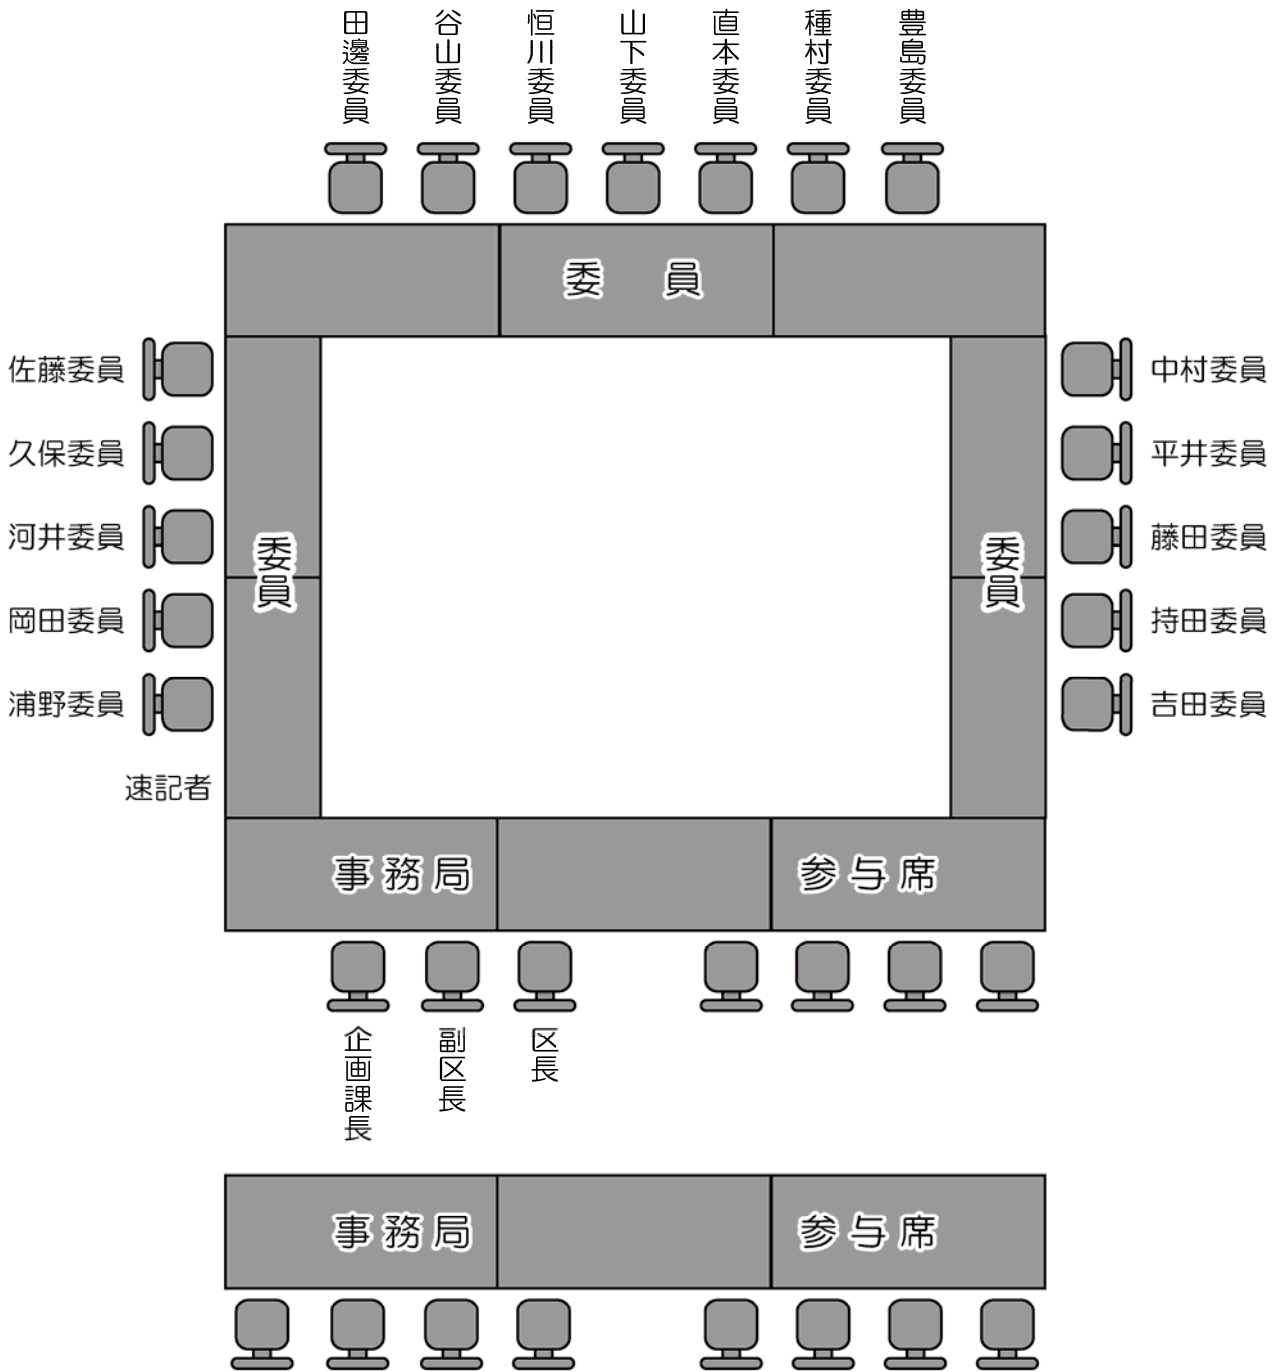 田邊委員
谷山委員
恒川委員
山下委員
直本委員
種村委員
豊島委員
委員
佐藤委員
久保委員
河井委員
岡田委員
浦野委員
速記者
委員
委員
中村委員
平井委員
藤田委員
持田委員
吉田委員
事務局
参与席
企画課長
副区長
区長
事務局
参与席